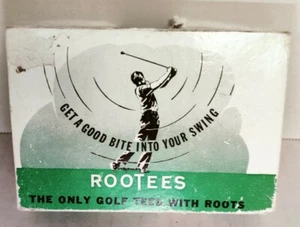 GET A GOOD BITE INTO YOUR SWING
ROOTEES
THE ONLY GOLF TEES WITH ROOTS